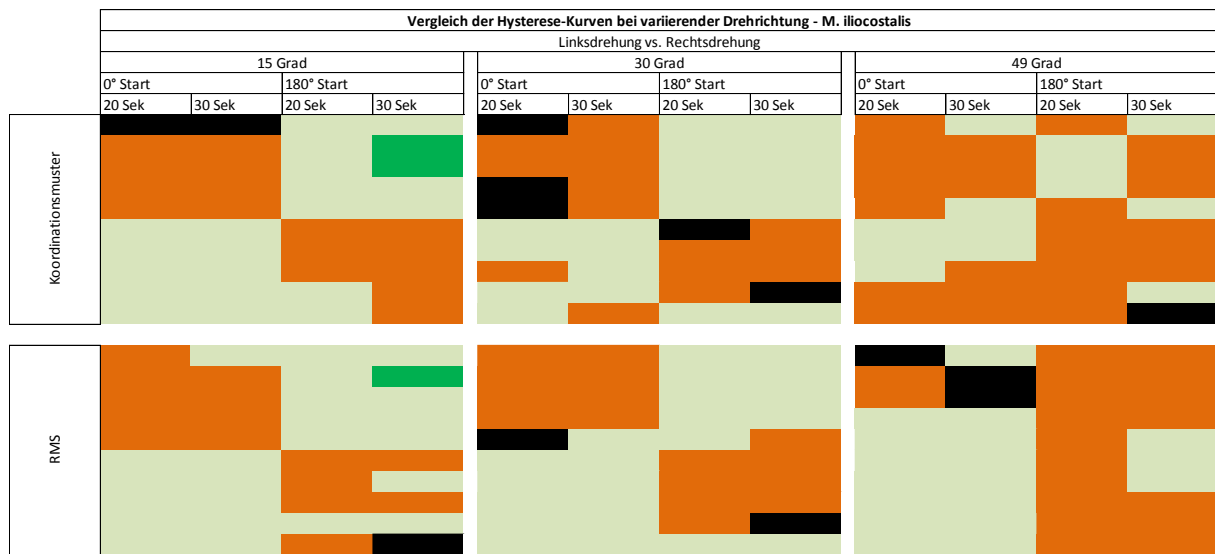 Vergleich der Hysterese-Kurven bei variierender Drehrichtung - M. iliocostalis
Linksdrehung vs. Rechtsdrehung
15 Grad 30 Grad 49 Grad
0° Start 180° Start 0° Start 180° Start 0° Start 180° Start
20 Sek 30 Sek 20 Sek 30 Sek 20 Sek 30 Sek 20 Sek 30 Sek 20 Sek 30 Sek 20 Sek 30 Sek
Koordinationsmuster
RMS